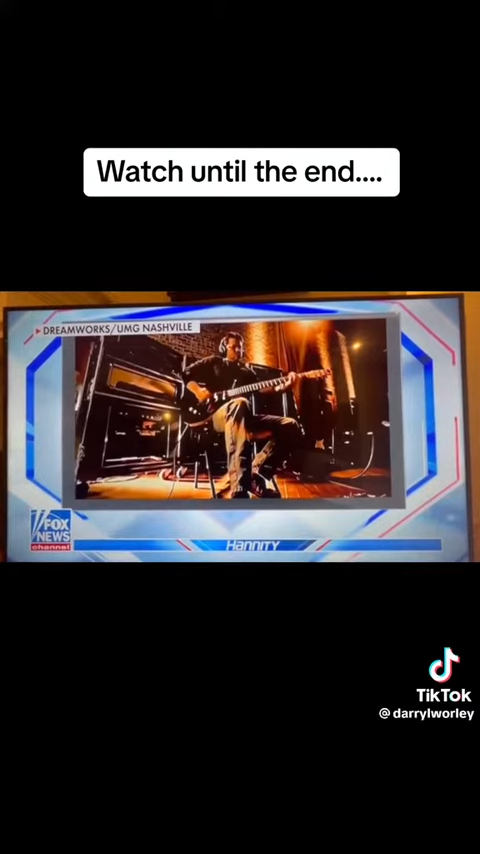 Watch until the end....
DREAMWORKS/UMG NASHVILLE
FOX
NEWS
channel
HANNITY
TikTok
@ darrylworley